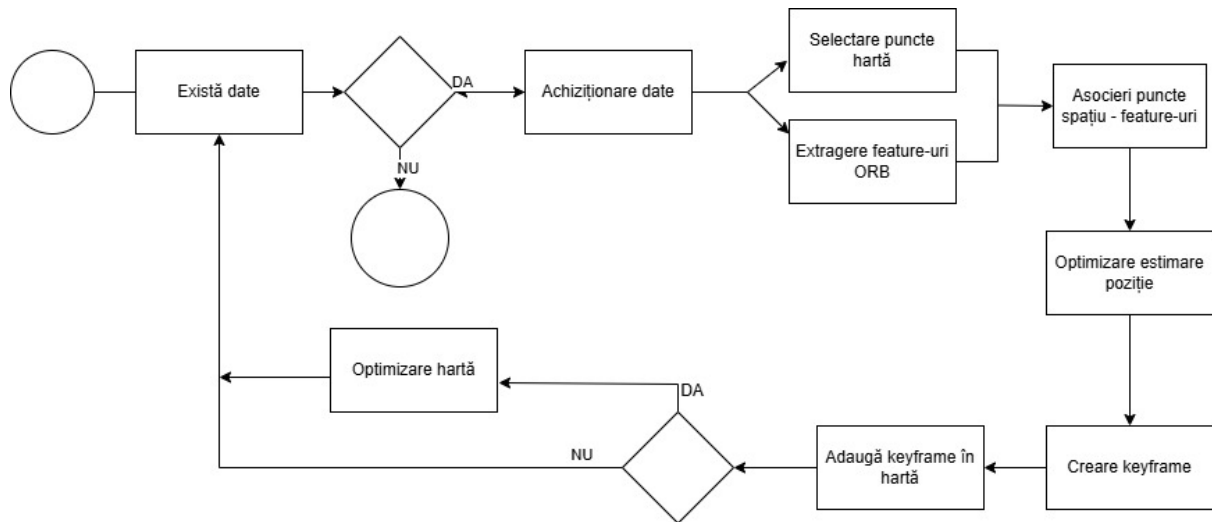 Selectare puncte
hartă
Există date
DA
Achiziționare date
Asocieri puncte
spațiu - feature-uri
Extragere feature-uri
ORB
NU
Optimizare estimare
poziție
Optimizare hartă
DA
NU
Adaugă keyframe în
hartă
Creare keyframe